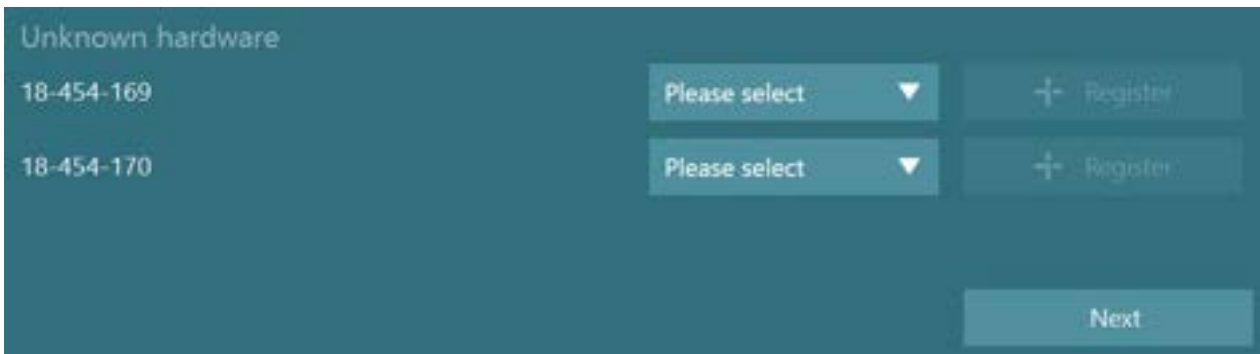 Unknown hardware
18-454-169 Please select Register
18-454-170 Please select Register
Next